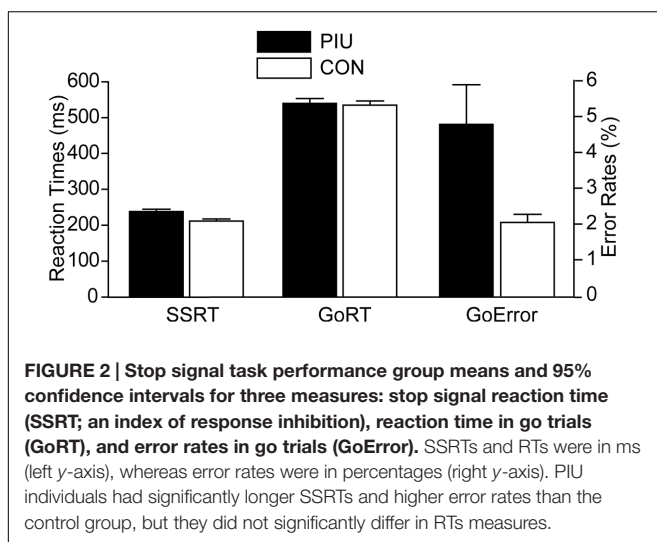 PIU
CON
600
500
400
300
200
100
0
Reaction Times (ms)
6
5
4
3
2
1
0
Error Rates (%)
SSRT
GoRT
GoError
FIGURE 2 | Stop signal task performance group means and 95%
confidence intervals for three measures: stop signal reaction time
(SSRT; an index of response inhibition), reaction time in go trials
(GoRT), and error rates in go trials (GoError). SSRTs and RTs were in ms
(left y-axis), whereas error rates were in percentages (right y-axis). PIU
individuals had significantly longer SSRTs and higher error rates than the
control group, but they did not significantly differ in RTs measures.